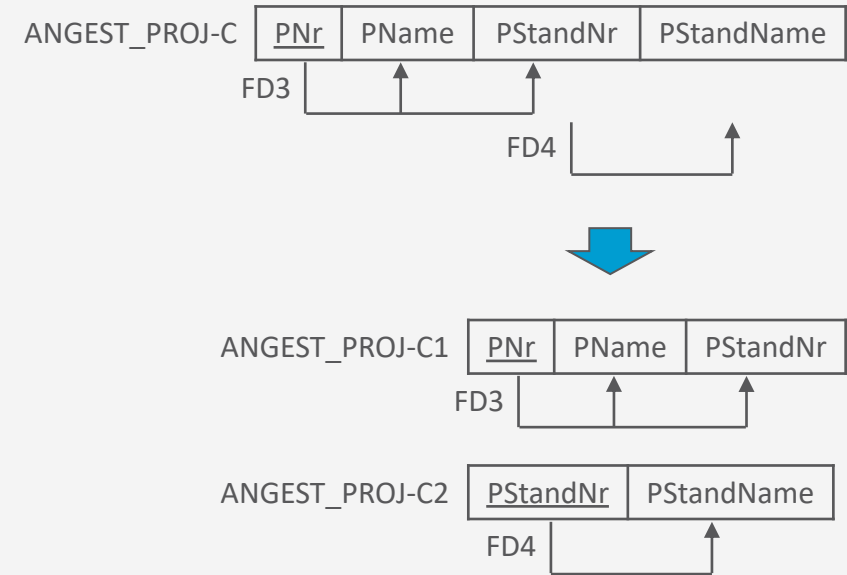 ANGEST_PROJ-C PNr PName PStandNr PStandName
FD3
FD4
ANGEST_PROJ-C1 PNr PName PStandNr
FD3
ANGEST_PROJ-C2 PStandNr PStandName
FD4